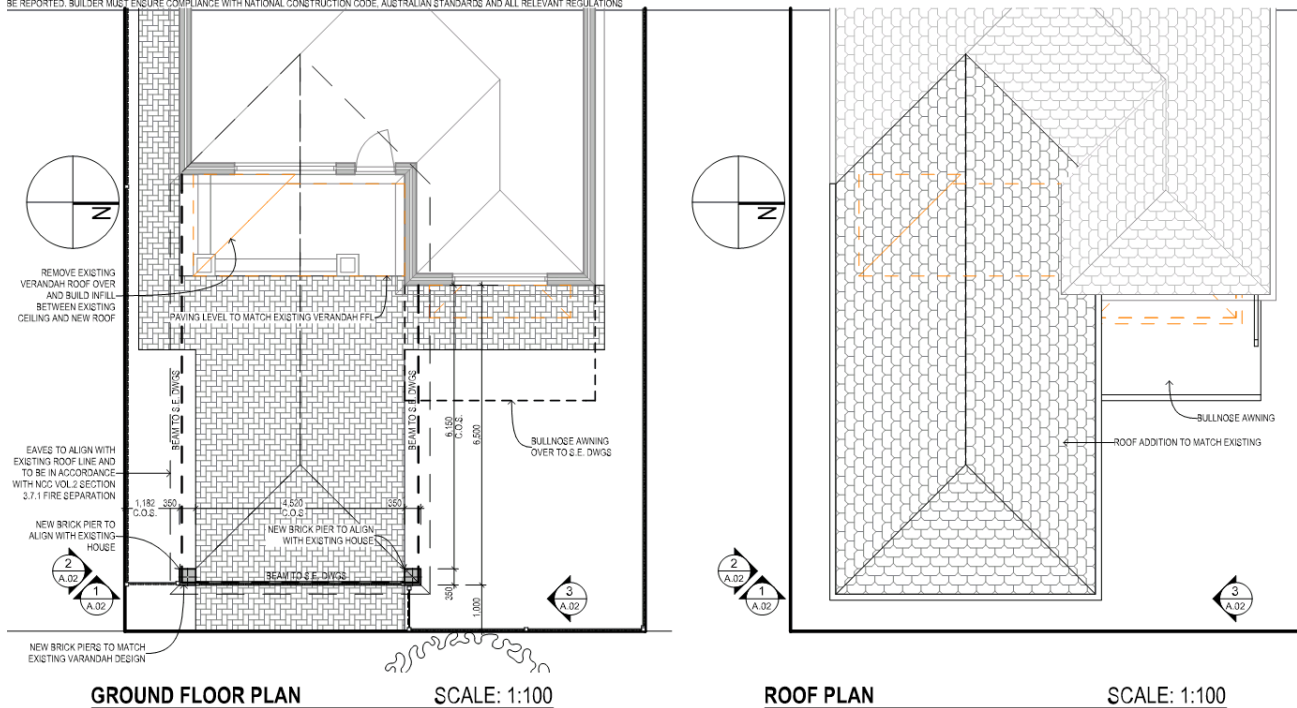 BE REPORTED. BUILDER MUST ENSURE COMPLIANCE WITH NATIONAL CONSTRUCTION CODE, AUSTRALIAN STANDARDS AND ALL RELEVANT REGULATIONS
N
REMOVE EXISTING
VERANDAH ROOF OVER
AND BUILD INFILL
BETWEEN EXISTING
CEILING AND NEW ROOF
PAVING LEVEL TO MATCH EXISTING VERANDAH FFL
BEAM TO S.E. DWGS
BEAM TO S.E. DWGS
6,150
C.O.S.
6,500
BULLNOSE AWNING
OVER TO S.E. DWGS
EAVES TO ALIGN WITH
EXISTING ROOF LINE AND
TO BE IN ACCORDANCE
WITH NCC VOL.2 SECTION
3.7.1 FIRE SEPARATION
1,182
C.O.S.
350
4,520
C.O.S
350
NEW BRICK PIER TO
ALIGN WITH EXISTING
HOUSE
NEW BRICK PIER TO ALIGN
WITH EXISTING HOUSE
BEAM TO S.E. DWGS
350
1,000
2
A.02
1
A.02
3
A.02
NEW BRICK PIERS TO MATCH
EXISTING VARANDAH DESIGN
GROUND FLOOR PLAN
SCALE: 1:100
N
BULLNOSE AWNING
ROOF ADDITION TO MATCH EXISTING
2
A.02
1
A.02
3
A.02
ROOF PLAN
SCALE: 1:100